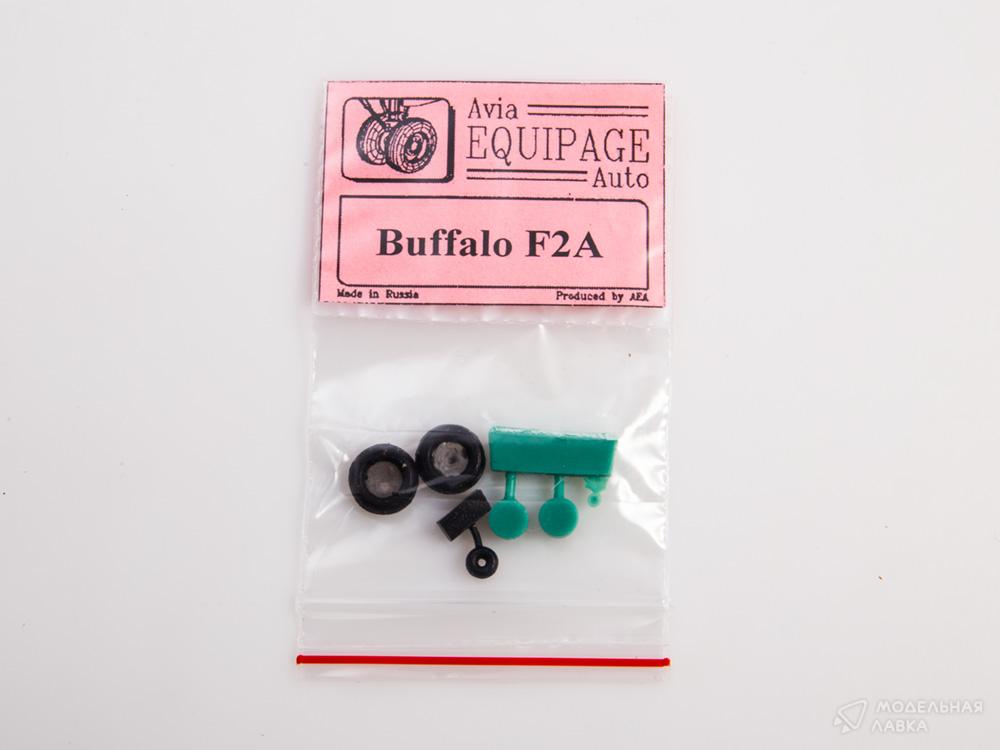 Avia
EQUIPAGE
Auto
Buffalo F2A
Made in Russia
Produced by AEA
МОДЕЛЬНАЯ
ЛАВКА